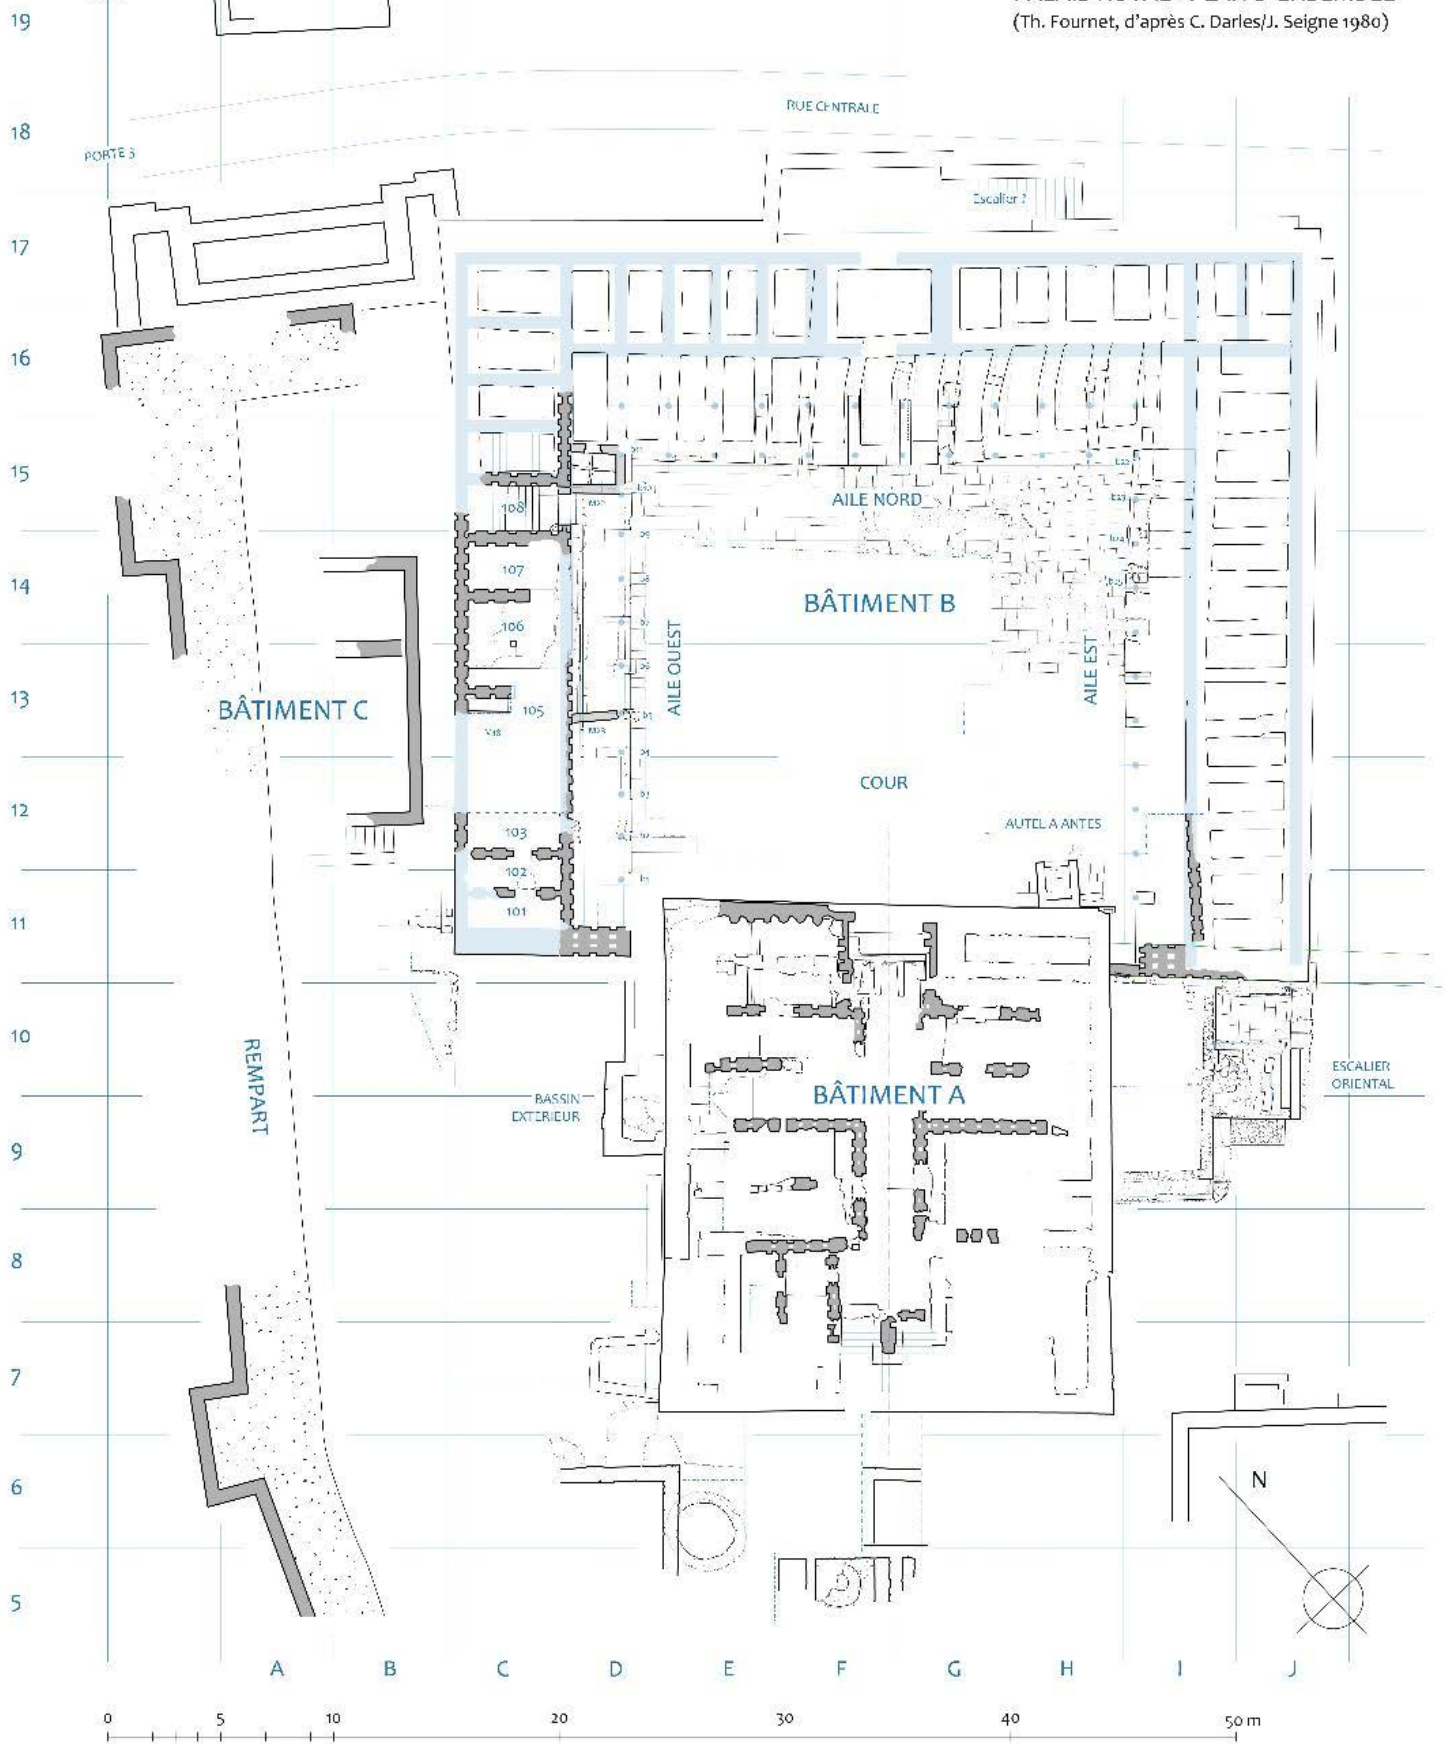 19
(Th. Fournet, d'après C. Darles/J. Seigne 1980)
RUE CENTRALE
18
PORTE 3
Escalier ?
17
16
15
108
AILE NORD
107
14
BÂTIMENT B
106
AILE OUEST
AILE EST
13
BÂTIMENT C
105
COUR
12
103
AUTEL A ANTES
102
101
11
10
REMPART
ESCALIER
ORIENTAL
BÂTIMENT A
BASSIN
EXTERIEUR
9
8
7
6
N
5
A B C D E F G H I J
0 5 10 20 30 40 50 m